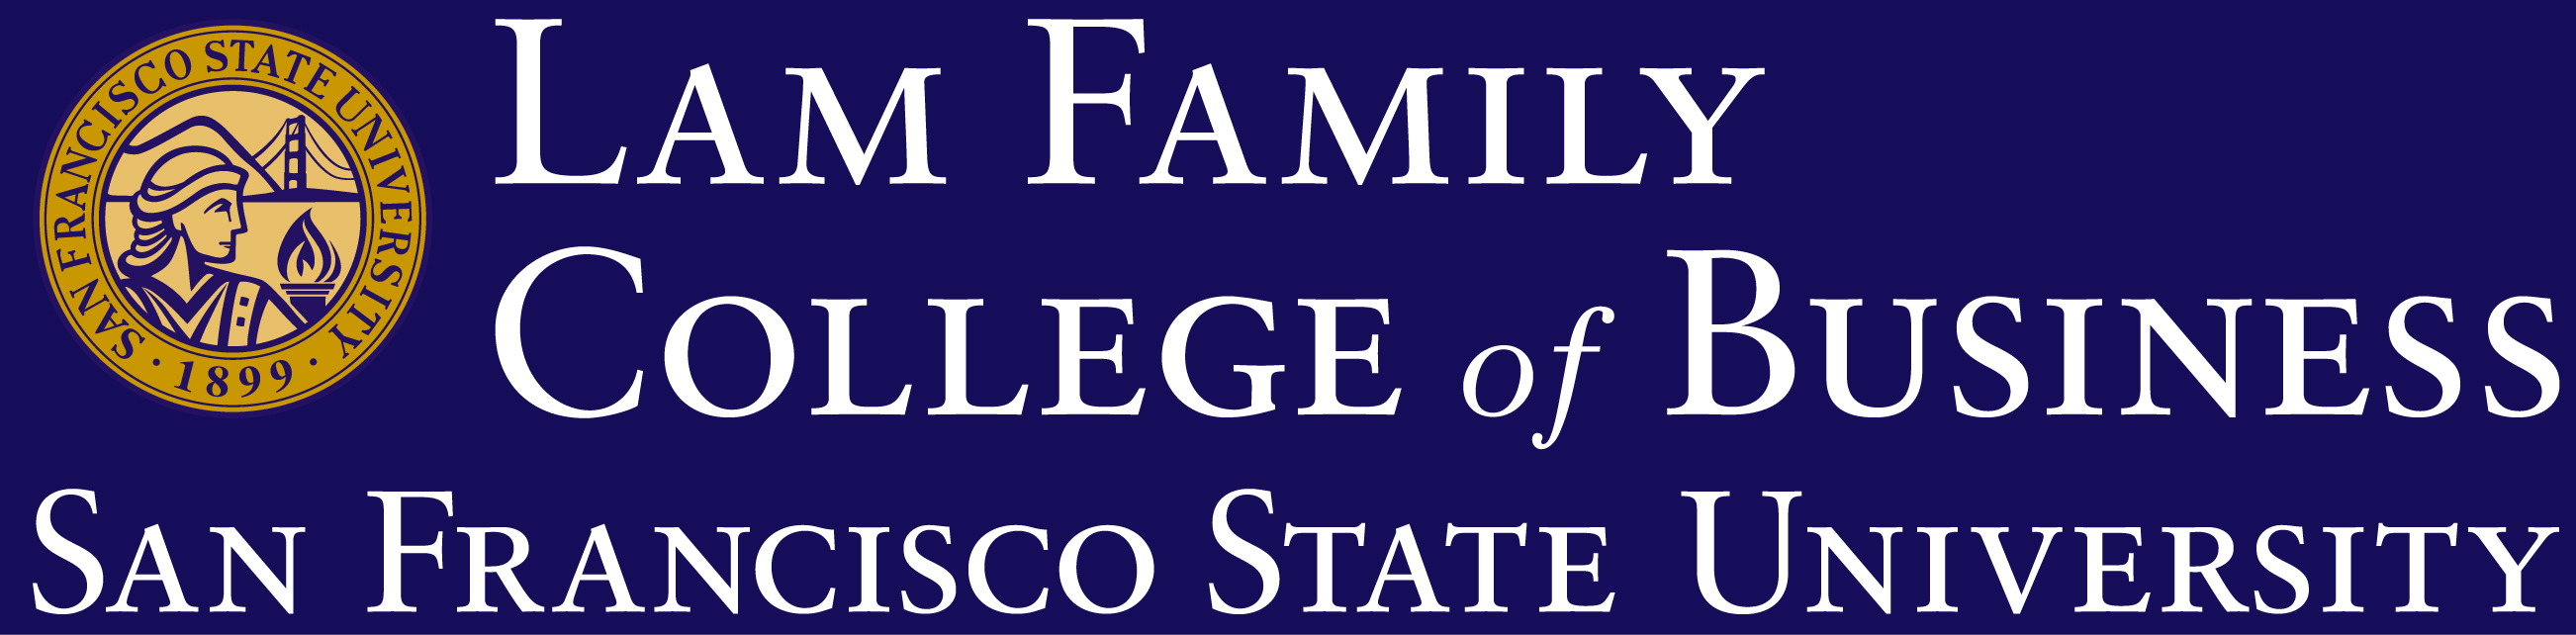 SAN FRANCISCO STATE UNIVERSITY
· 1899 ·
LAM FAMILY
COLLEGE of BUSINESS
SAN FRANCISCO STATE UNIVERSITY